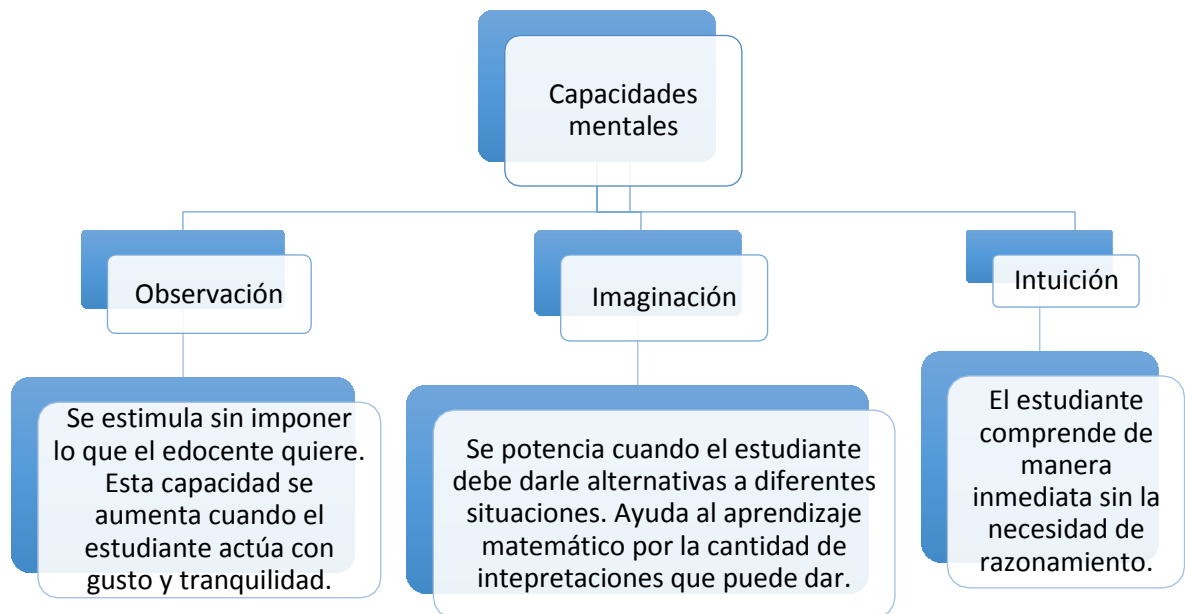 Capacidades
mentales
Observación
Imaginación
Intuición
Se estimula sin imponer
lo que el edocente quiere.
Esta capacidad se
aumenta cuando el
estudiante actúa con
gusto y tranquilidad.
Se potencia cuando el estudiante
debe darle alternativas a diferentes
situaciones. Ayuda al aprendizaje
matemático por la cantidad de
intepretaciones que puede dar.
El estudiante
comprende de
manera
inmediata sin la
necesidad de
razonamiento.